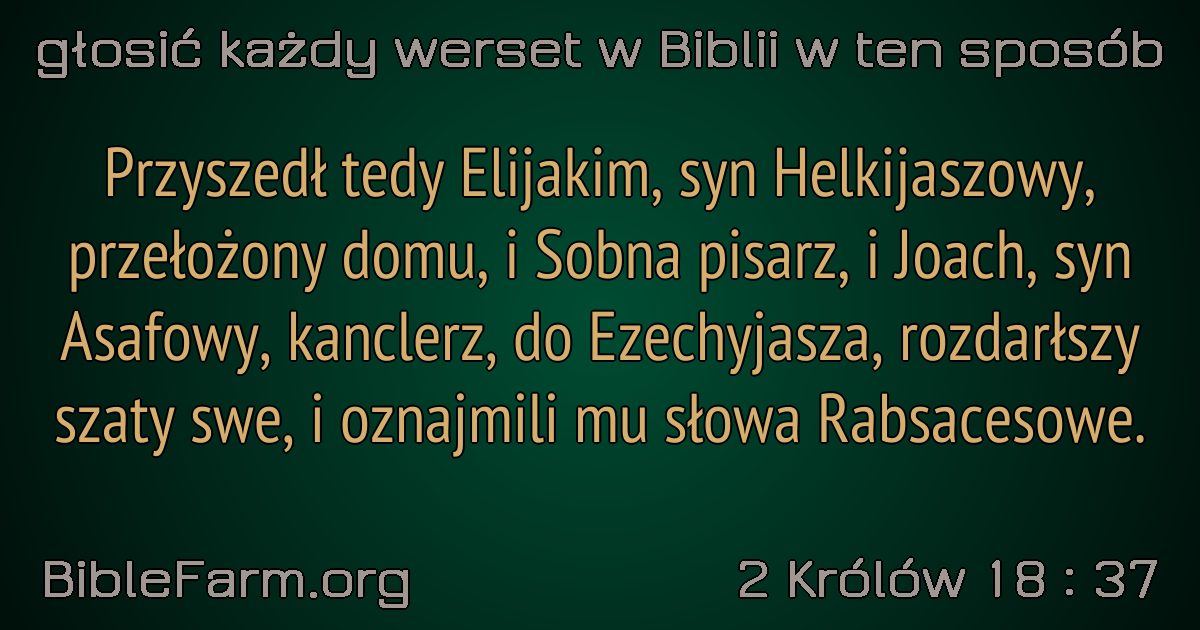 głosić każdy werset w Biblii w ten sposób
Przyszedł tedy Elijakim, syn Helkijaszowy,
przełożony domu, i Sobna pisarz, i Joach, syn
Asafowy, kanclerz, do Ezechyjasza, rozdarłszy
szaty swe, i oznajmili mu słowa Rabsacesowe.
BibleFarm.org
2 Królów 18 : 37